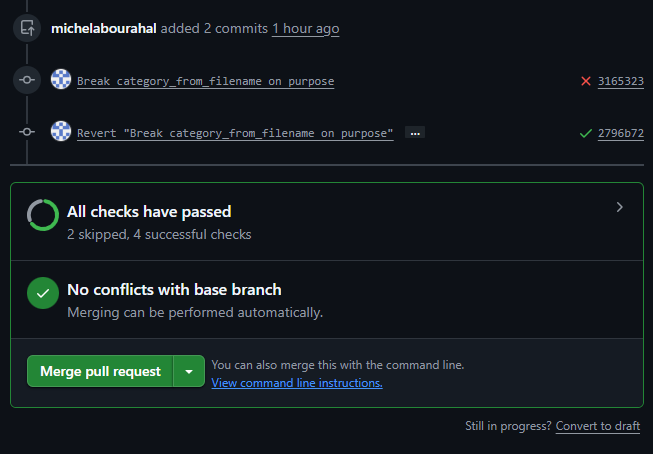 michelabourahal added 2 commits 1 hour ago
Break category_from_filename on purpose 3165323
Revert "Break category_from_filename on purpose" ... 2796b72
All checks have passed
2 skipped, 4 successful checks
No conflicts with base branch
Merging can be performed automatically.
Merge pull request
You can also merge this with the command line.
View command line instructions.
Still in progress? Convert to draft